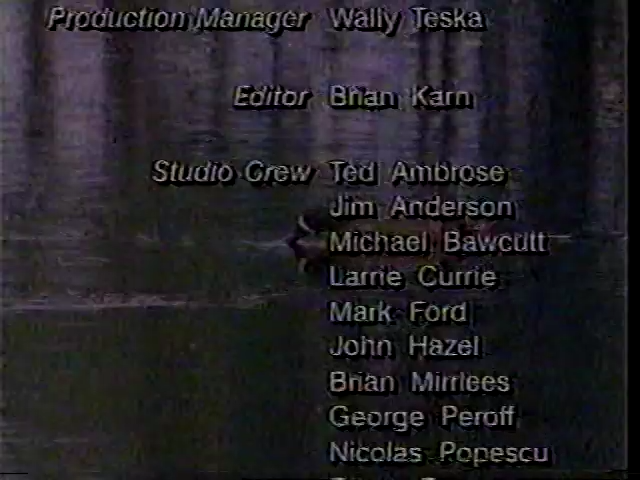 Production Manager Wally Teska
Editor Brian Karn
Studio Crew Ted Ambrose
Jim Anderson
Michael Bawcutt
Larrie Currie
Mark Ford
John Hazel
Brian Mirrlees
George Peroff
Nicolas Popescu